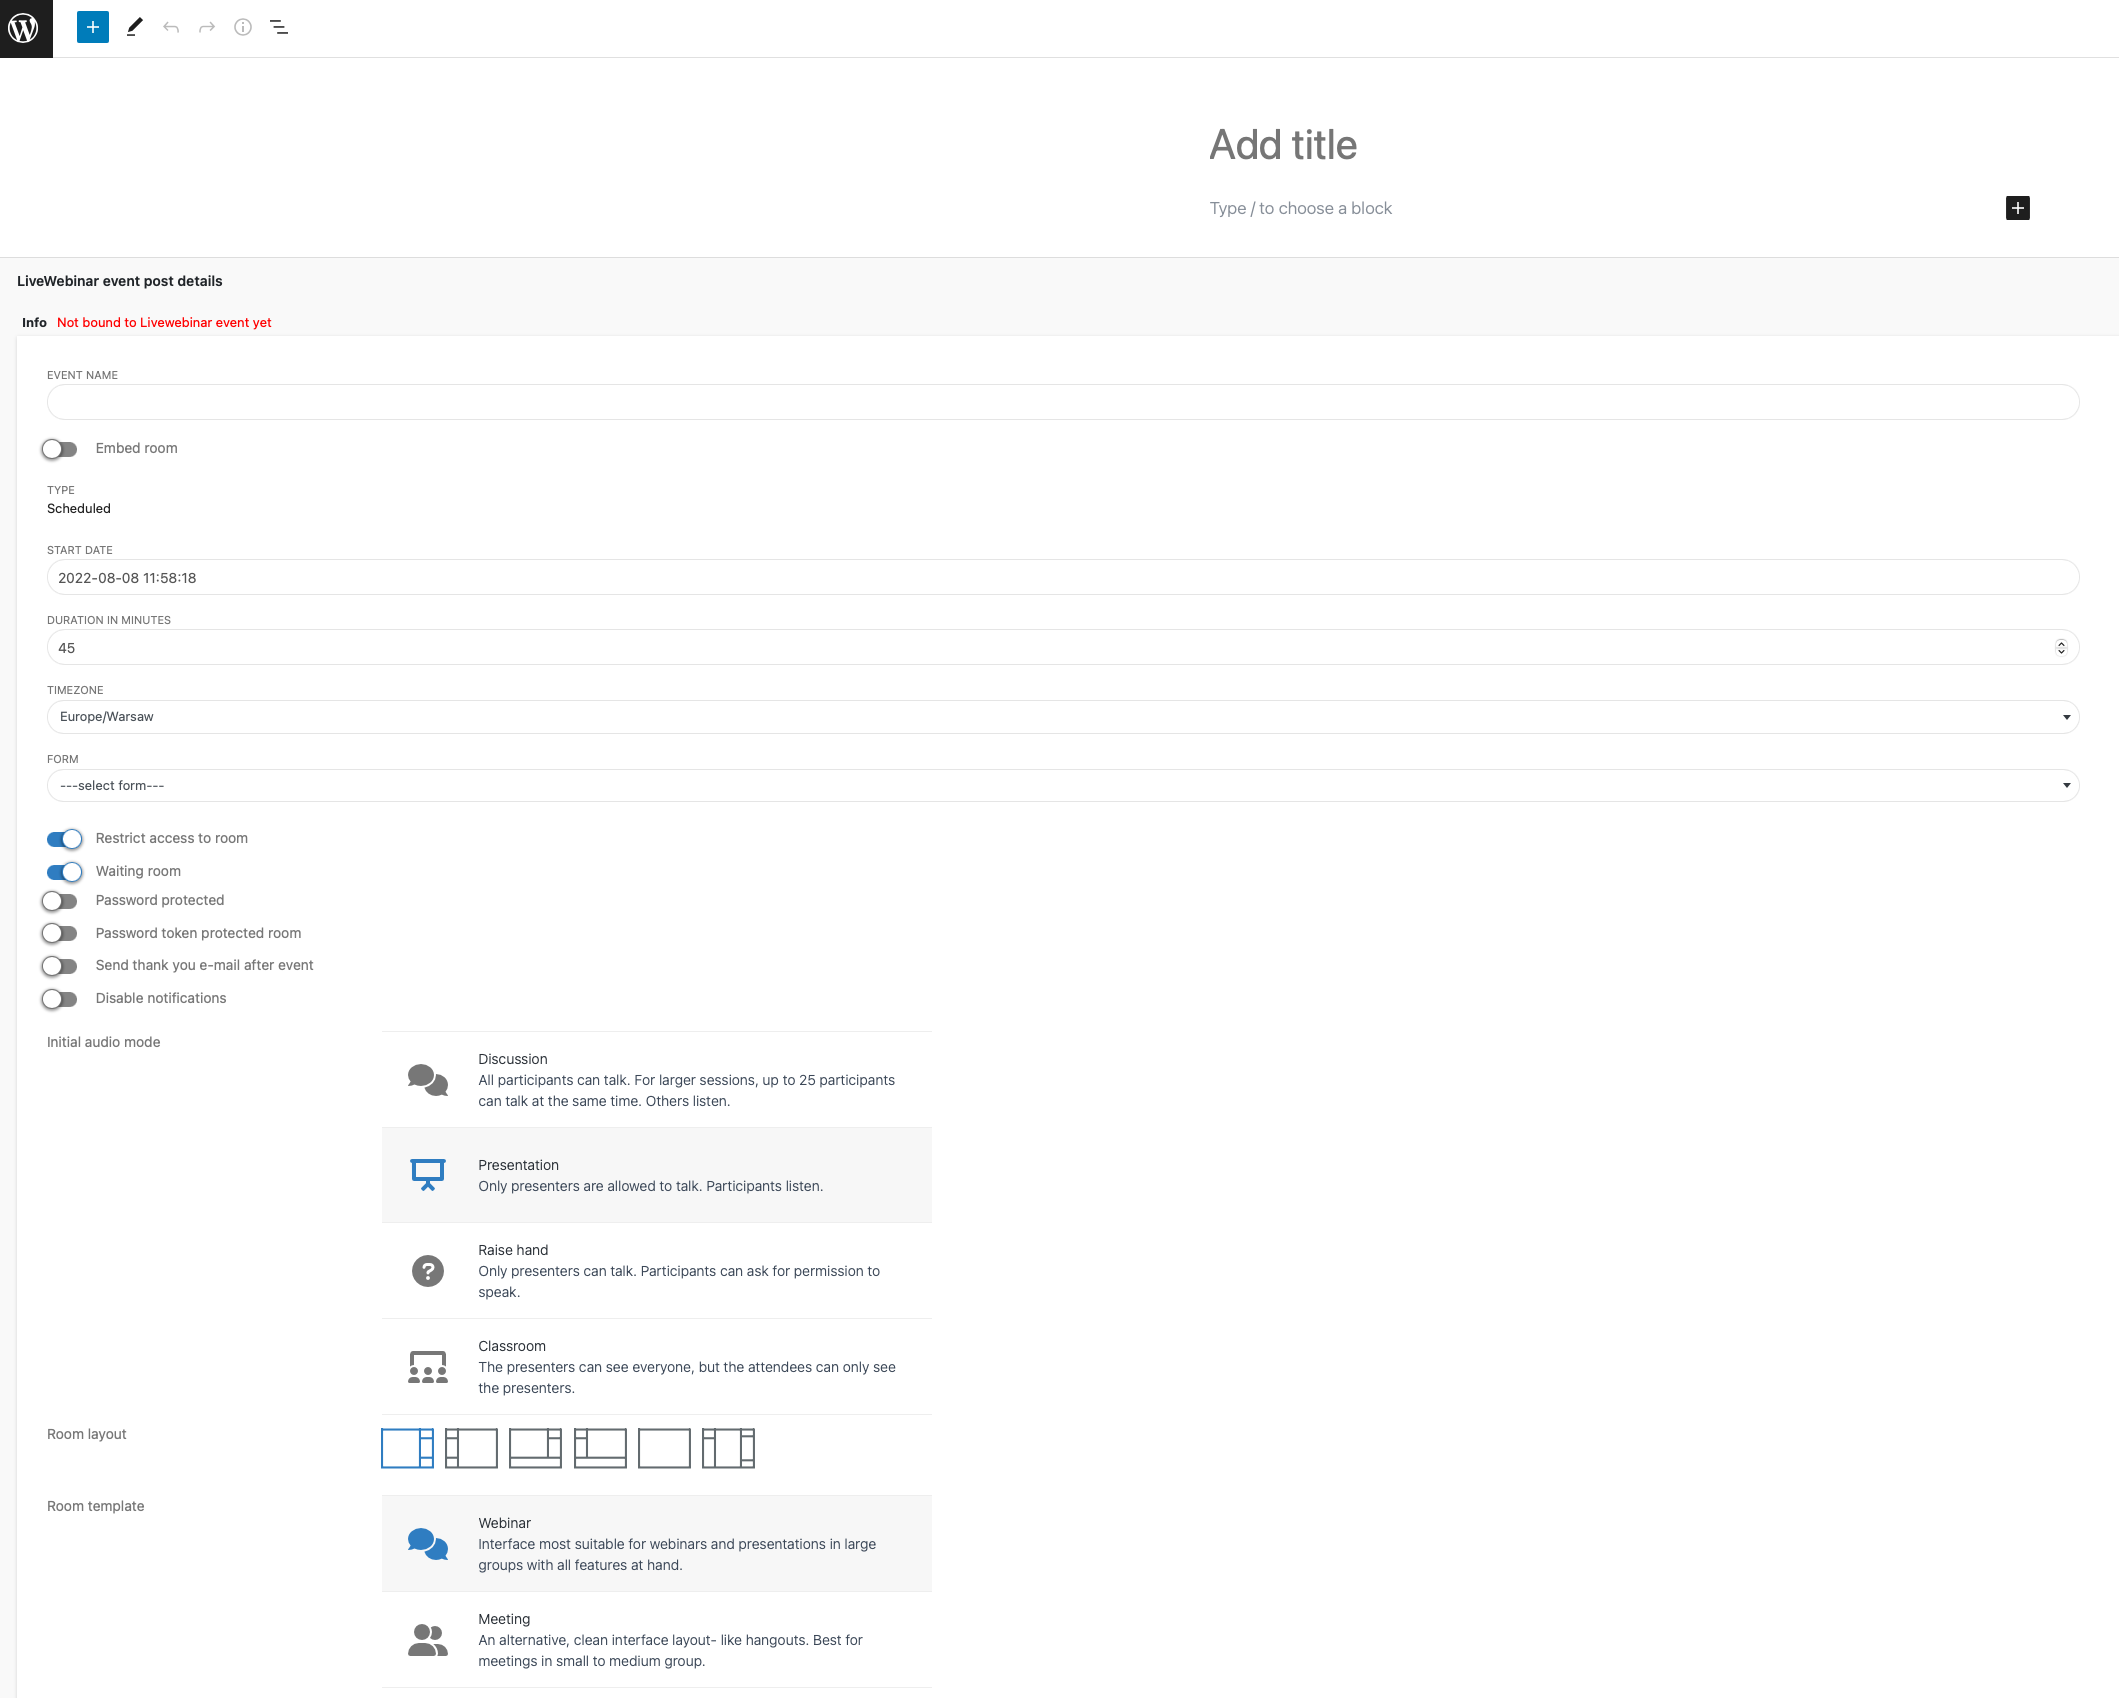 Add title
Type / to choose a block
LiveWebinar event post details
Info Not bound to Livewebinar event yet
EVENT NAME
Embed room
TYPE
Scheduled
START DATE
2022-08-08 11:58:18
DURATION IN MINUTES
45
TIMEZONE
Europe/Warsaw
FORM
---select form---
Restrict access to room
Waiting room
Password protected
Password token protected room
Send thank you e-mail after event
Disable notifications
Initial audio mode
Discussion
All participants can talk. For larger sessions, up to 25 participants
can talk at the same time. Others listen.
Presentation
Only presenters are allowed to talk. Participants listen.
Raise hand
Only presenters can talk. Participants can ask for permission to
speak.
Classroom
The presenters can see everyone, but the attendees can only see
the presenters.
Room layout
Room template
Webinar
Interface most suitable for webinars and presentations in large
groups with all features at hand.
Meeting
An alternative, clean interface layout- like hangouts. Best for
meetings in small to medium group.